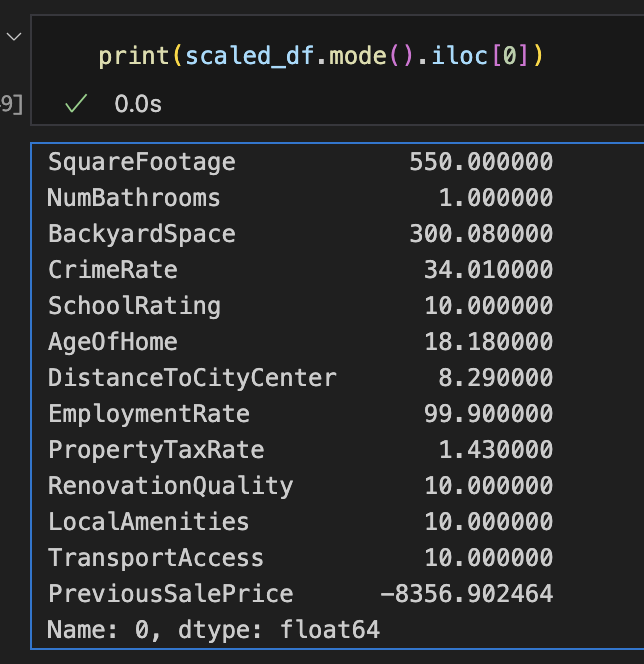 print(scaled_df.mode().iloc[0])
9]
0.0s
SquareFootage 550.000000
NumBathrooms 1.000000
BackyardSpace 300.080000
CrimeRate 34.010000
SchoolRating 10.000000
AgeOfHome 18.180000
DistanceToCityCenter 8.290000
EmploymentRate 99.900000
PropertyTaxRate 1.430000
RenovationQuality 10.000000
LocalAmenities 10.000000
TransportAccess 10.000000
PreviousSalePrice -8356.902464
Name: 0, dtype: float64